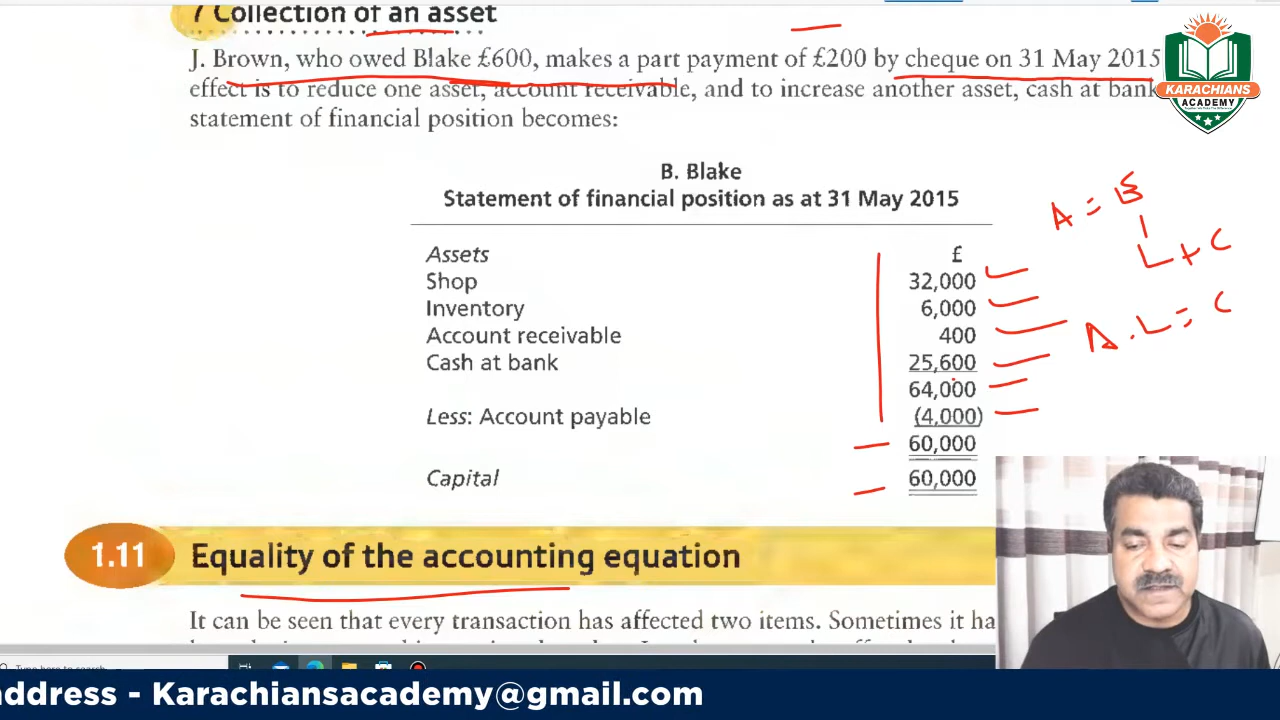 7 Collection of an asset
J. Brown, who owed Blake £600, makes a part payment of £200 by cheque on 31 May 2015
effect is to reduce one asset, account receivable, and to increase another asset, cash at bank
statement of financial position becomes:
KARACHIANS
ACADEMY
B. Blake
Statement of financial position as at 31 May 2015
Assets £
Shop 32,000
Inventory 6,000
Account receivable 400
Cash at bank 25,600
64,000
Less: Account payable (4,000)
60,000
Capital 60,000
A = E
L + C
A - L = C
1.11 Equality of the accounting equation
It can be seen that every transaction has affected two items. Sometimes it ha
Type here to search
address - Karachiansacademy@gmail.com